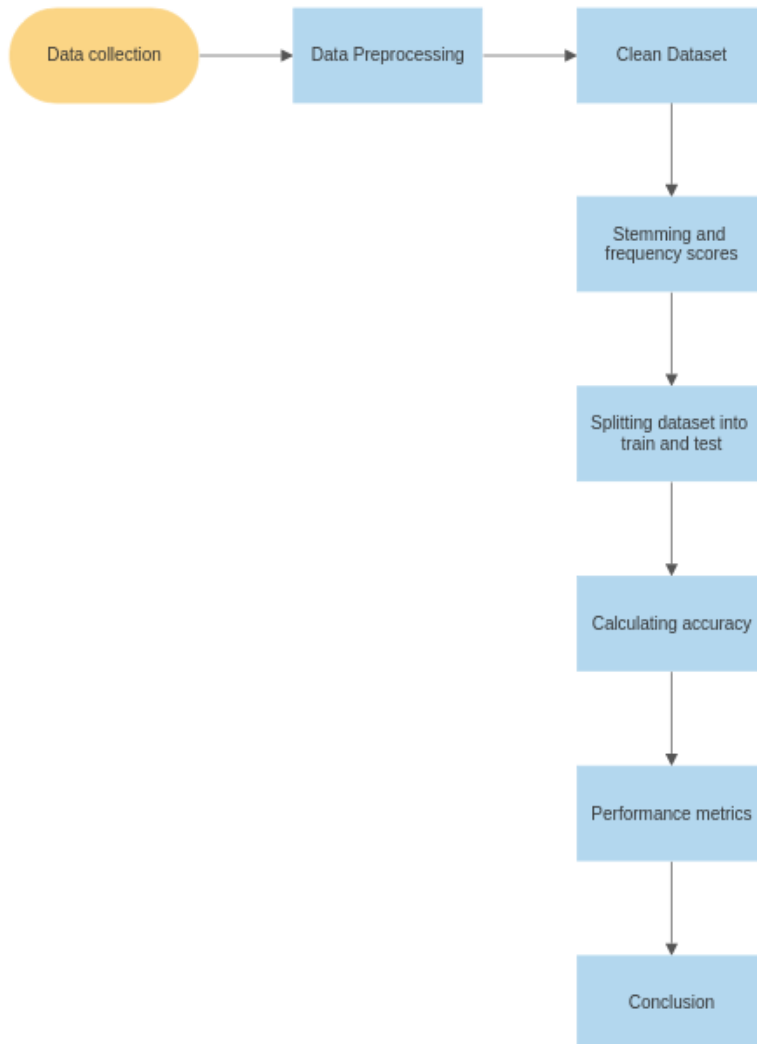 Data collection
Data Preprocessing
Clean Dataset
Stemming and
frequency scores
Splitting dataset into
train and test
Calculating accuracy
Performance metrics
Conclusion